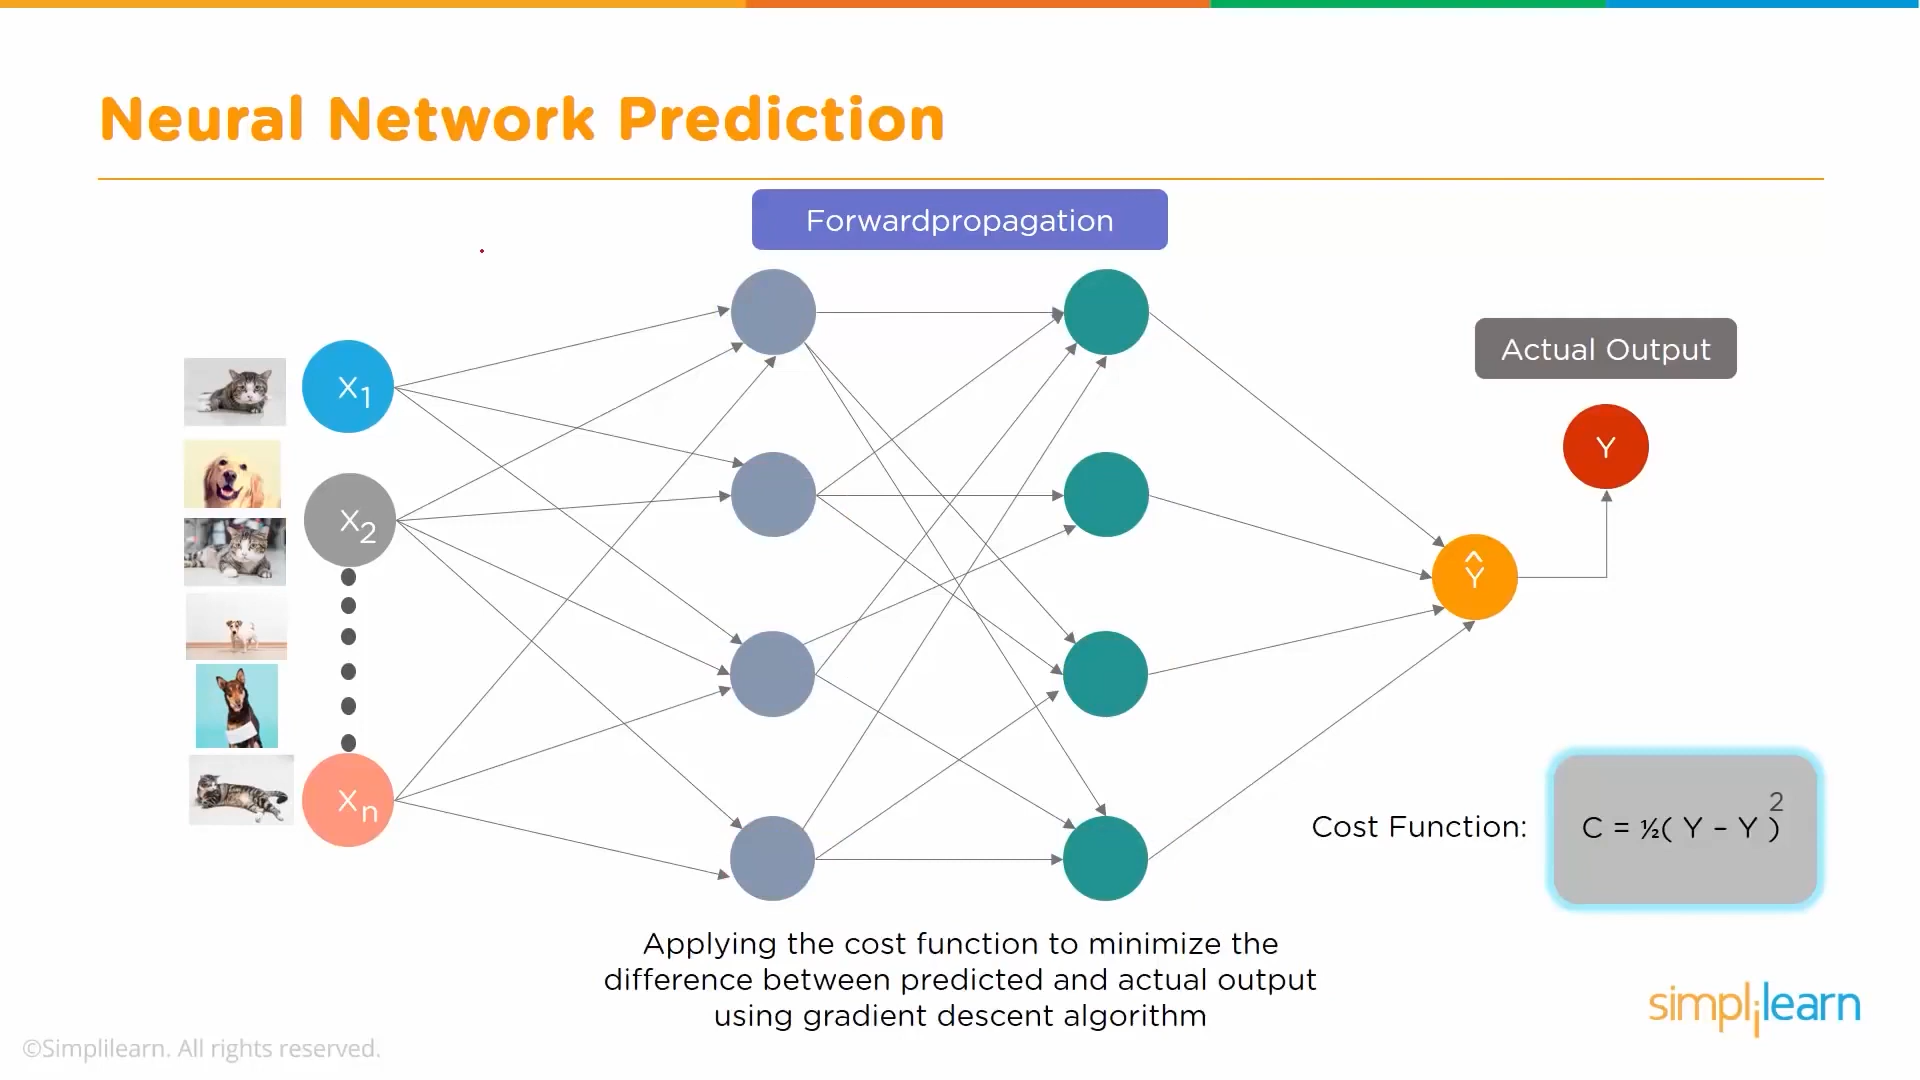 Neural Network Prediction
Forwardpropagation
Actual Output
X1
X2
Xn
Y
Ŷ
Cost Function:
C = ½( Y – Y )2
Applying the cost function to minimize the
difference between predicted and actual output
using gradient descent algorithm
simplilearn
©Simplilearn. All rights reserved.